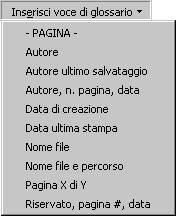 Inserisci voce di glossario
- PAGINA -
Autore
Autore ultimo salvataggio
Autore, n. pagina, data
Data di creazione
Data ultima stampa
Nome file
Nome file e percorso
Pagina X di Y
Riservato, pagina #, data